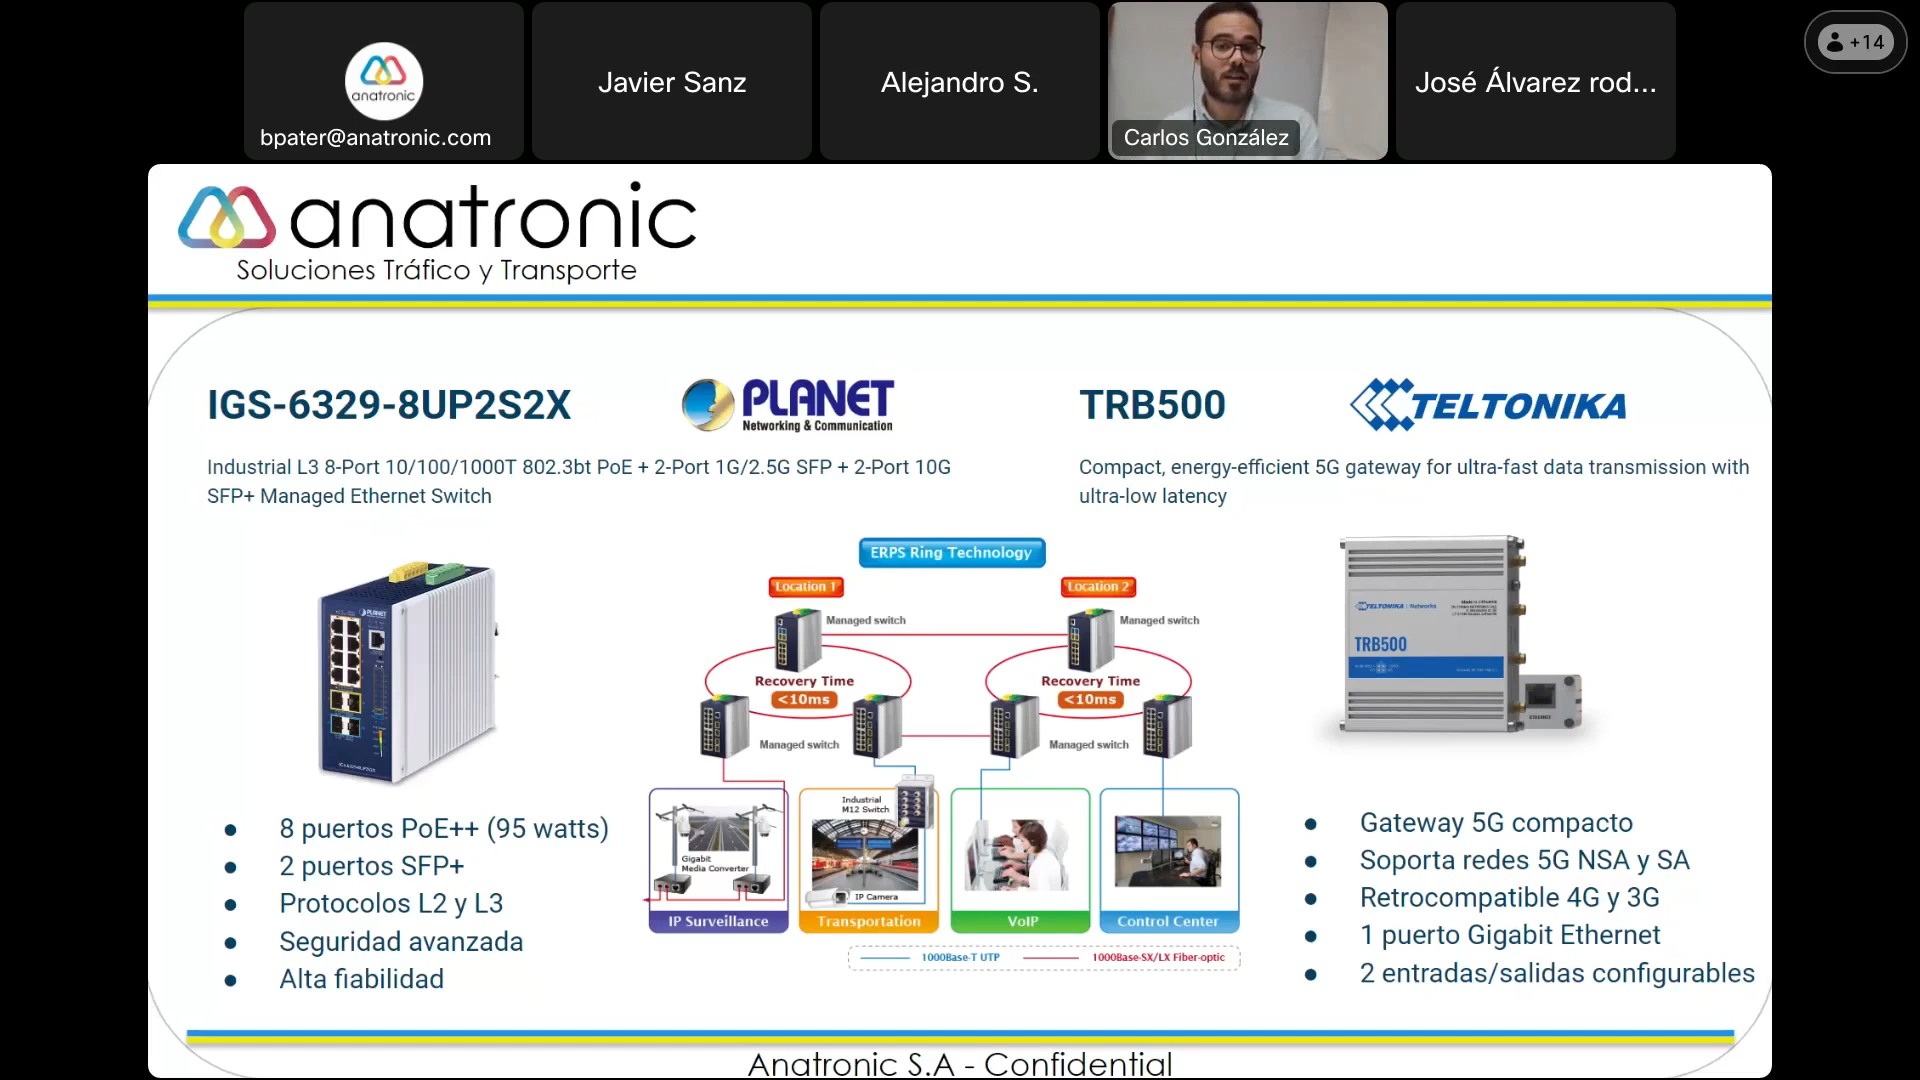 anatronic
bpater@anatronic.com
Javier Sanz
Alejandro S.
Carlos González
José Álvarez rod...
+14
anatronic
Soluciones Tráfico y Transporte
IGS-6329-8UP2S2X
PLANET
Networking & Communication
Industrial L3 8-Port 10/100/1000T 802.3bt PoE + 2-Port 1G/2.5G SFP + 2-Port 10G
SFP+ Managed Ethernet Switch
TRB500
TELTONIKA
Compact, energy-efficient 5G gateway for ultra-fast data transmission with
ultra-low latency
PLANET
8 puertos PoE++ (95 watts)
2 puertos SFP+
Protocolos L2 y L3
Seguridad avanzada
Alta fiabilidad
ERPS Ring Technology
Location 1
Location 2
Managed switch
Managed switch
Recovery Time
<10ms
Recovery Time
<10ms
Managed switch
Managed switch
Industrial
M12 Switch
Gigabit
Media Converter
IP Camera
IP Surveillance
Transportation
VoIP
Control Center
1000Base-T UTP
1000Base-SX/LX Fiber-optic
TELTONIKA | Networks
TRB500
ETHERNET
Gateway 5G compacto
Soporta redes 5G NSA y SA
Retrocompatible 4G y 3G
1 puerto Gigabit Ethernet
2 entradas/salidas configurables
Anatronic S.A - Confidential